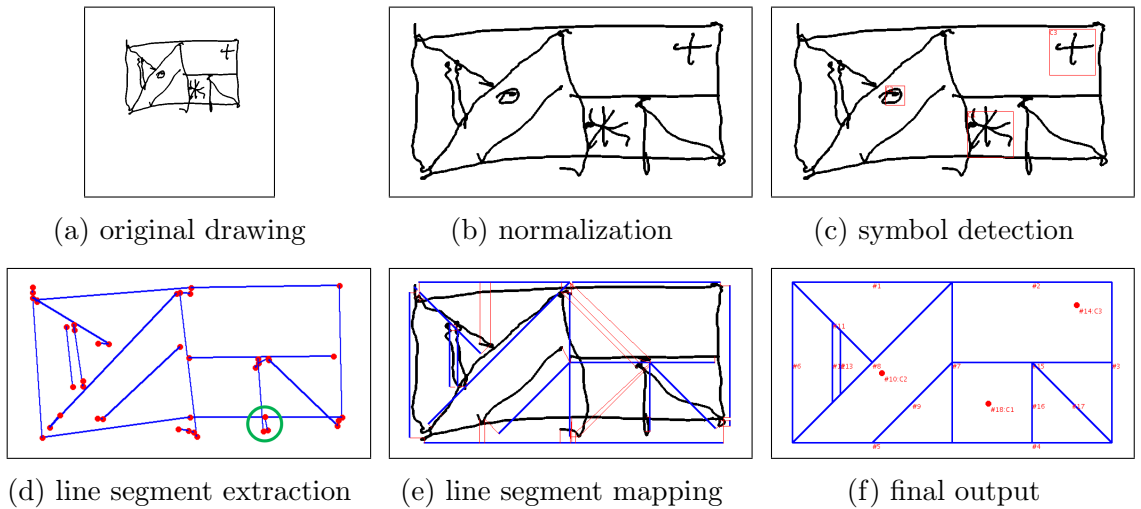 C3
(a) original drawing
(b) normalization
(c) symbol detection
#1
#2
#14:C3
#11
#6
#13
#8
#10:C2
#7
#15
#3
#9
#18:C1
#16
#17
#5
#4
(d) line segment extraction
(e) line segment mapping
(f) final output